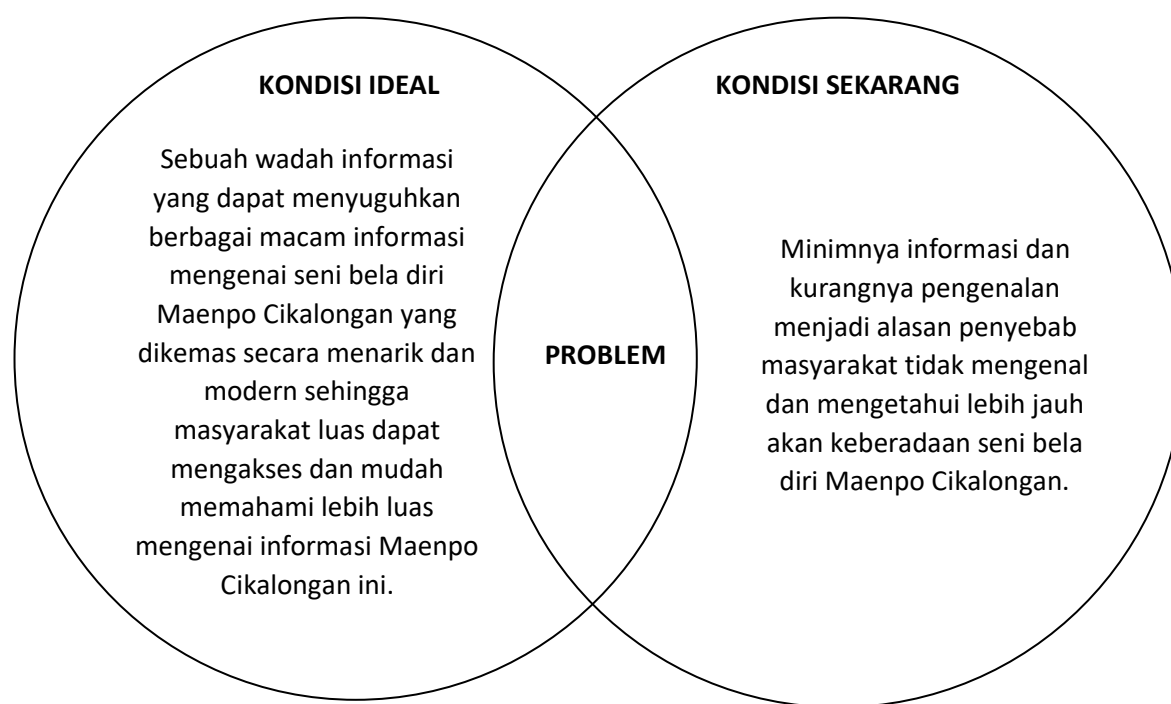 KONDISI IDEAL
Sebuah wadah informasi
yang dapat menyuguhkan
berbagai macam informasi
mengenai seni bela diri
Maenpo Cikalongan yang
dikemas secara menarik dan
modern sehingga
masyarakat luas dapat
mengakses dan mudah
memahami lebih luas
mengenai informasi Maenpo
Cikalongan ini.
PROBLEM
KONDISI SEKARANG
Minimnya informasi dan
kurangnya pengenalan
menjadi alasan penyebab
masyarakat tidak mengenal
dan mengetahui lebih jauh
akan keberadaan seni bela
diri Maenpo Cikalongan.